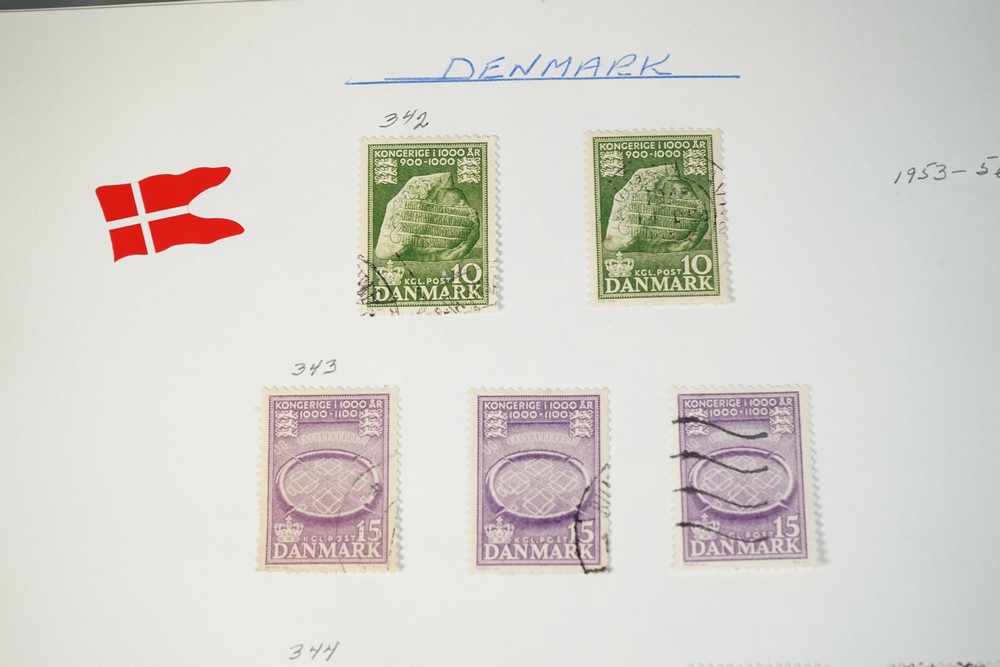 DENMARK
342
1953-5
KONGERIGE I 1000 ÅR
900-1000
KGL.POST 10
DANMARK
KONGERIGE I 1000 ÅR
900-1000
KGL.POST 10
DANMARK
343
KONGERIGE I 1000 ÅR
1000-1100
KGL.POST 15
DANMARK
KONGERIGE I 1000 ÅR
1000-1100
KGL.POST 15
DANMARK
KONGERIGE I 1000 ÅR
1000-1100
KGL.POST 15
DANMARK
344